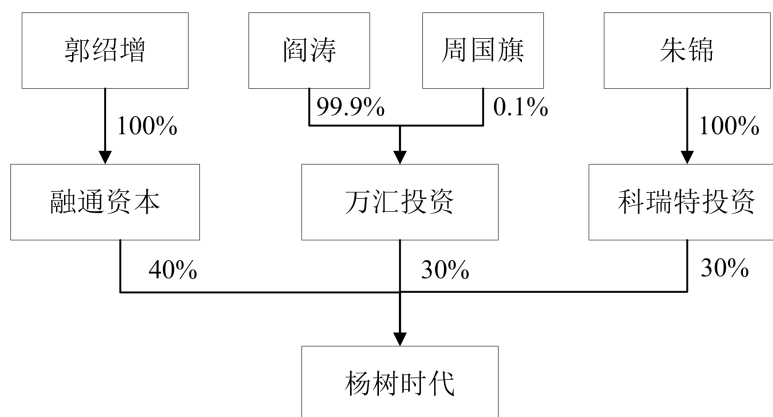 郭绍增
阎涛
周国旗
朱锦
100%
99.9%
0.1%
100%
融通资本
万汇投资
科瑞特投资
40%
30%
30%
杨树时代